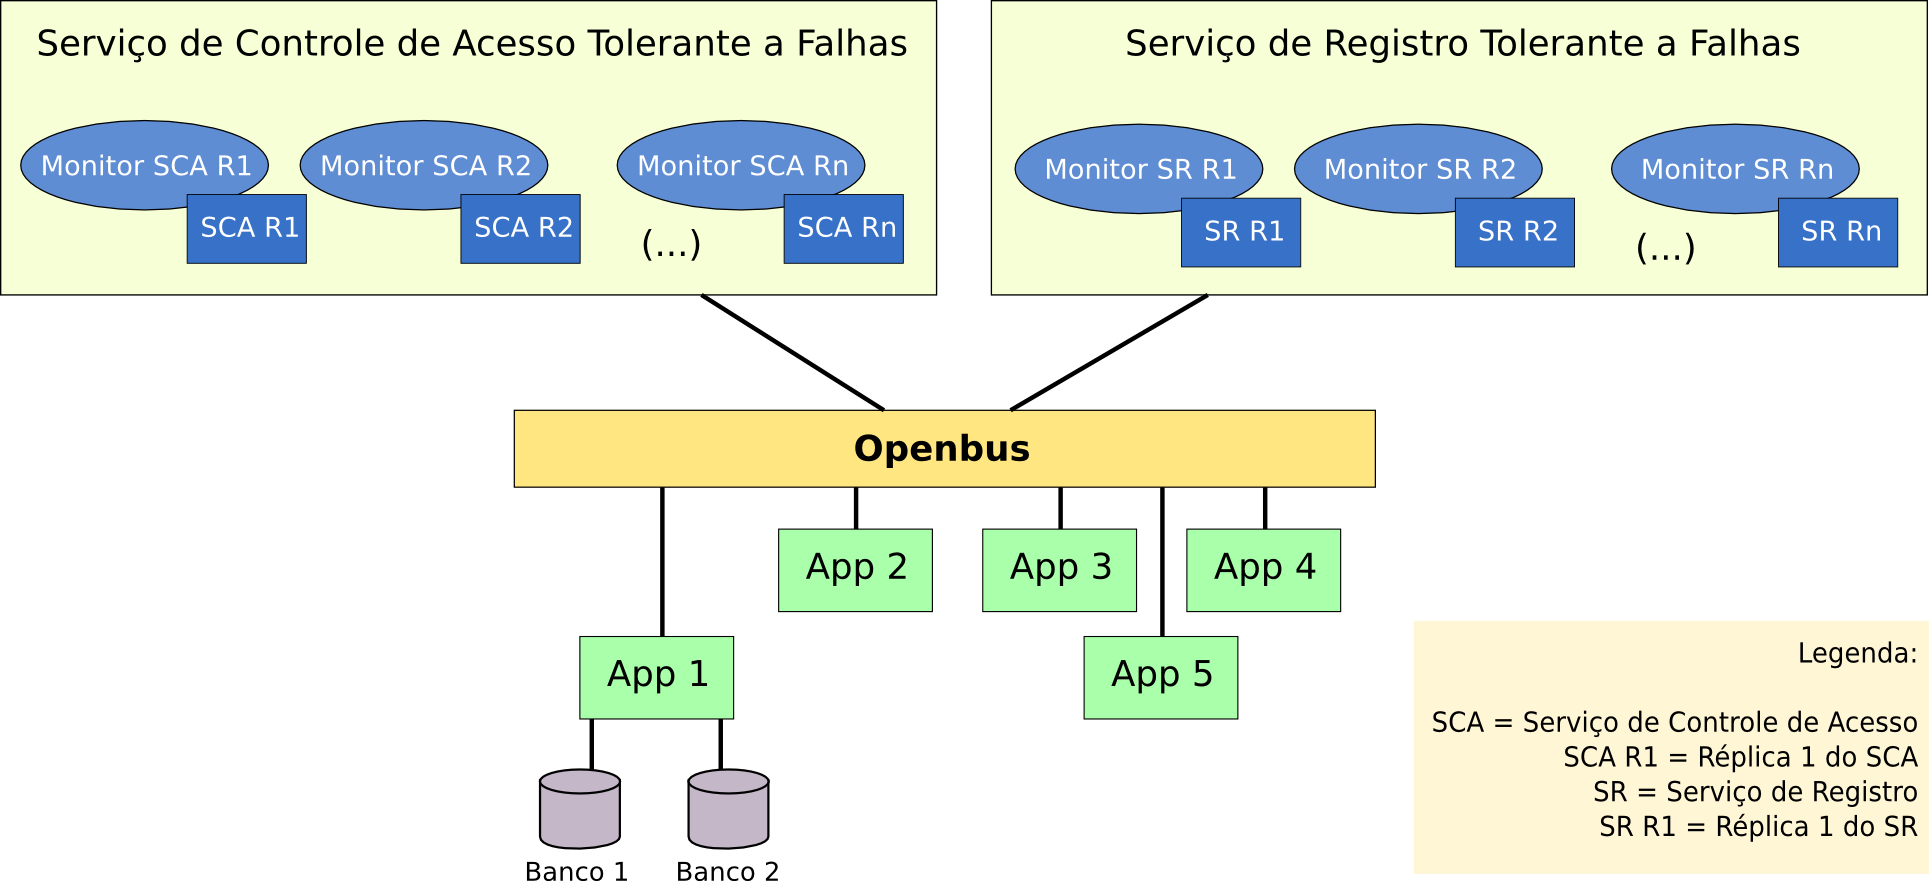 Serviço de Controle de Acesso Tolerante a Falhas
Monitor SCA R1
Monitor SCA R2
Monitor SCA Rn
SCA R1
SCA R2
(...)
SCA Rn
Serviço de Registro Tolerante a Falhas
Monitor SR R1
Monitor SR R2
Monitor SR Rn
SR R1
SR R2
(...)
SR Rn
Openbus
App 2
App 3
App 4
App 1
App 5
Banco 1
Banco 2
Legenda:
SCA = Serviço de Controle de Acesso
SCA R1 = Réplica 1 do SCA
SR = Serviço de Registro
SR R1 = Réplica 1 do SR